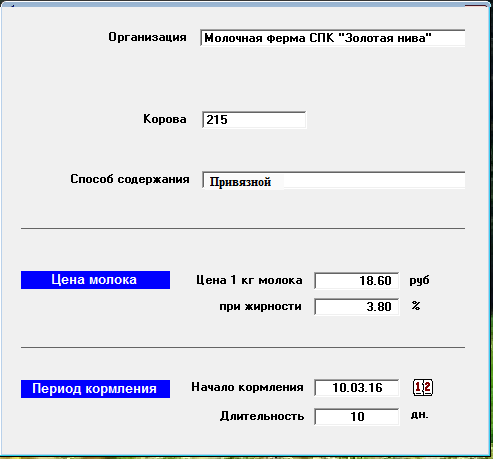 Организация Молочная ферма СПК "Золотая нива"
Корова 215
Способ содержания Привязной
Цена молока Цена 1 кг молока 18.60 руб
при жирности 3.80 %
Период кормления Начало кормления 10.03.16 12
Длительность 10 дн.